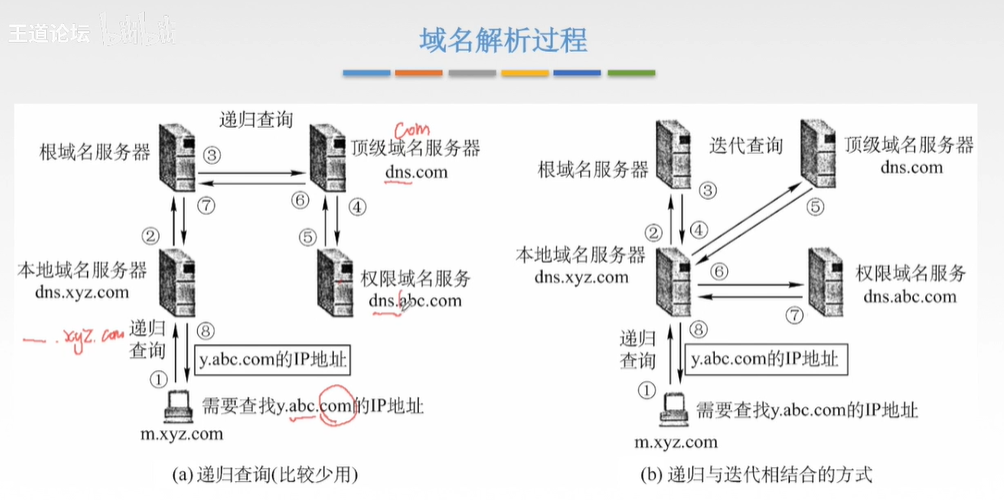 王道论坛
域名解析过程
递归查询
com
根域名服务器
③
顶级域名服务器
dns.com
⑦
⑥
④
②
⑤
本地域名服务器
dns.xyz.com
权限域名服务
dns.abc.com
.xyz.com
递归
查询
⑧
y.abc.com的IP地址
①
需要查找y.abc.com的IP地址
m.xyz.com
(a) 递归查询(比较少用)
迭代查询
根域名服务器
③
顶级域名服务器
dns.com
⑤
②
④
本地域名服务器
dns.xyz.com
⑥
权限域名服务
dns.abc.com
⑦
递归
查询
⑧
y.abc.com的IP地址
①
需要查找y.abc.com的IP地址
m.xyz.com
(b) 递归与迭代相结合的方式